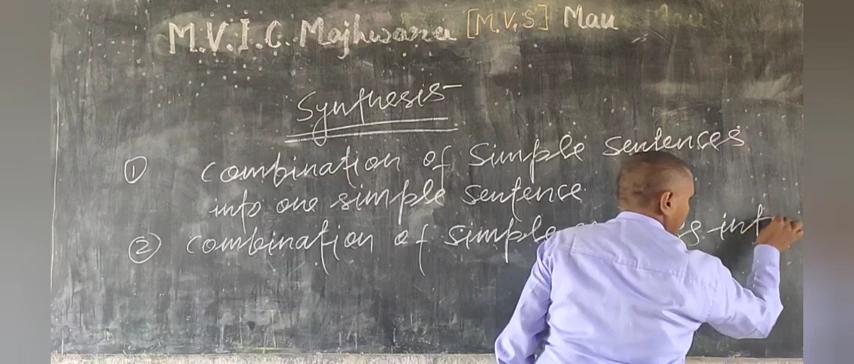 M.V.I.C. Majhwara [M.V.S] Mau
Synthesis-
① Combination of Simple Sentences
into one simple sentence
② Combination of simple